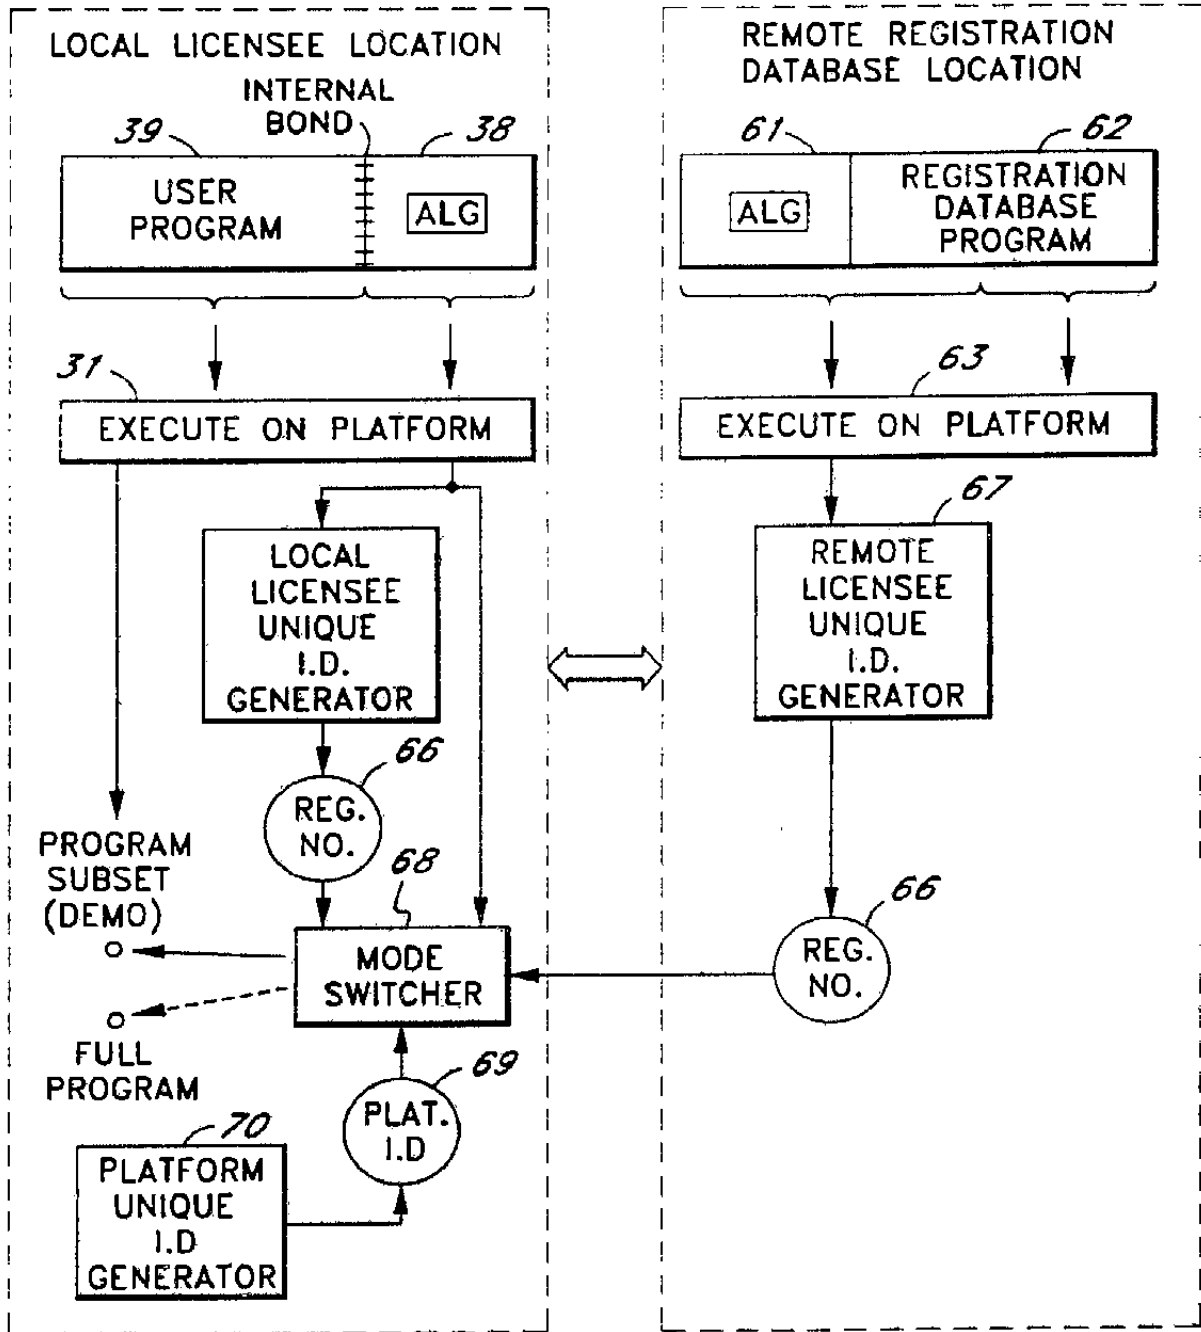 LOCAL LICENSEE LOCATION
INTERNAL
BOND
39
38
USER
PROGRAM
ALG
31
EXECUTE ON PLATFORM
LOCAL
LICENSEE
UNIQUE
I.D.
GENERATOR
66
REG.
NO.
PROGRAM
SUBSET
(DEMO)
68
MODE
SWITCHER
FULL
PROGRAM
69
PLAT.
I.D
70
PLATFORM
UNIQUE
I.D
GENERATOR
REMOTE REGISTRATION
DATABASE LOCATION
61
62
ALG
REGISTRATION
DATABASE
PROGRAM
63
EXECUTE ON PLATFORM
67
REMOTE
LICENSEE
UNIQUE
I.D.
GENERATOR
66
REG.
NO.